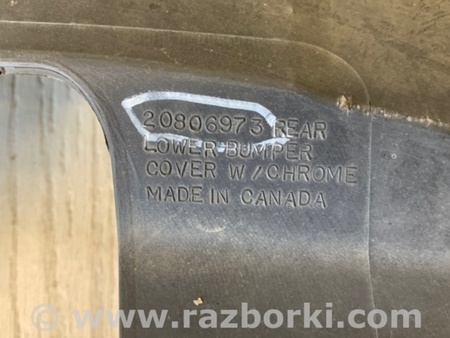 20806973 REAR
LOWER BUMPER
COVER W/CHROME
MADE IN CANADA
© www.razborki.com